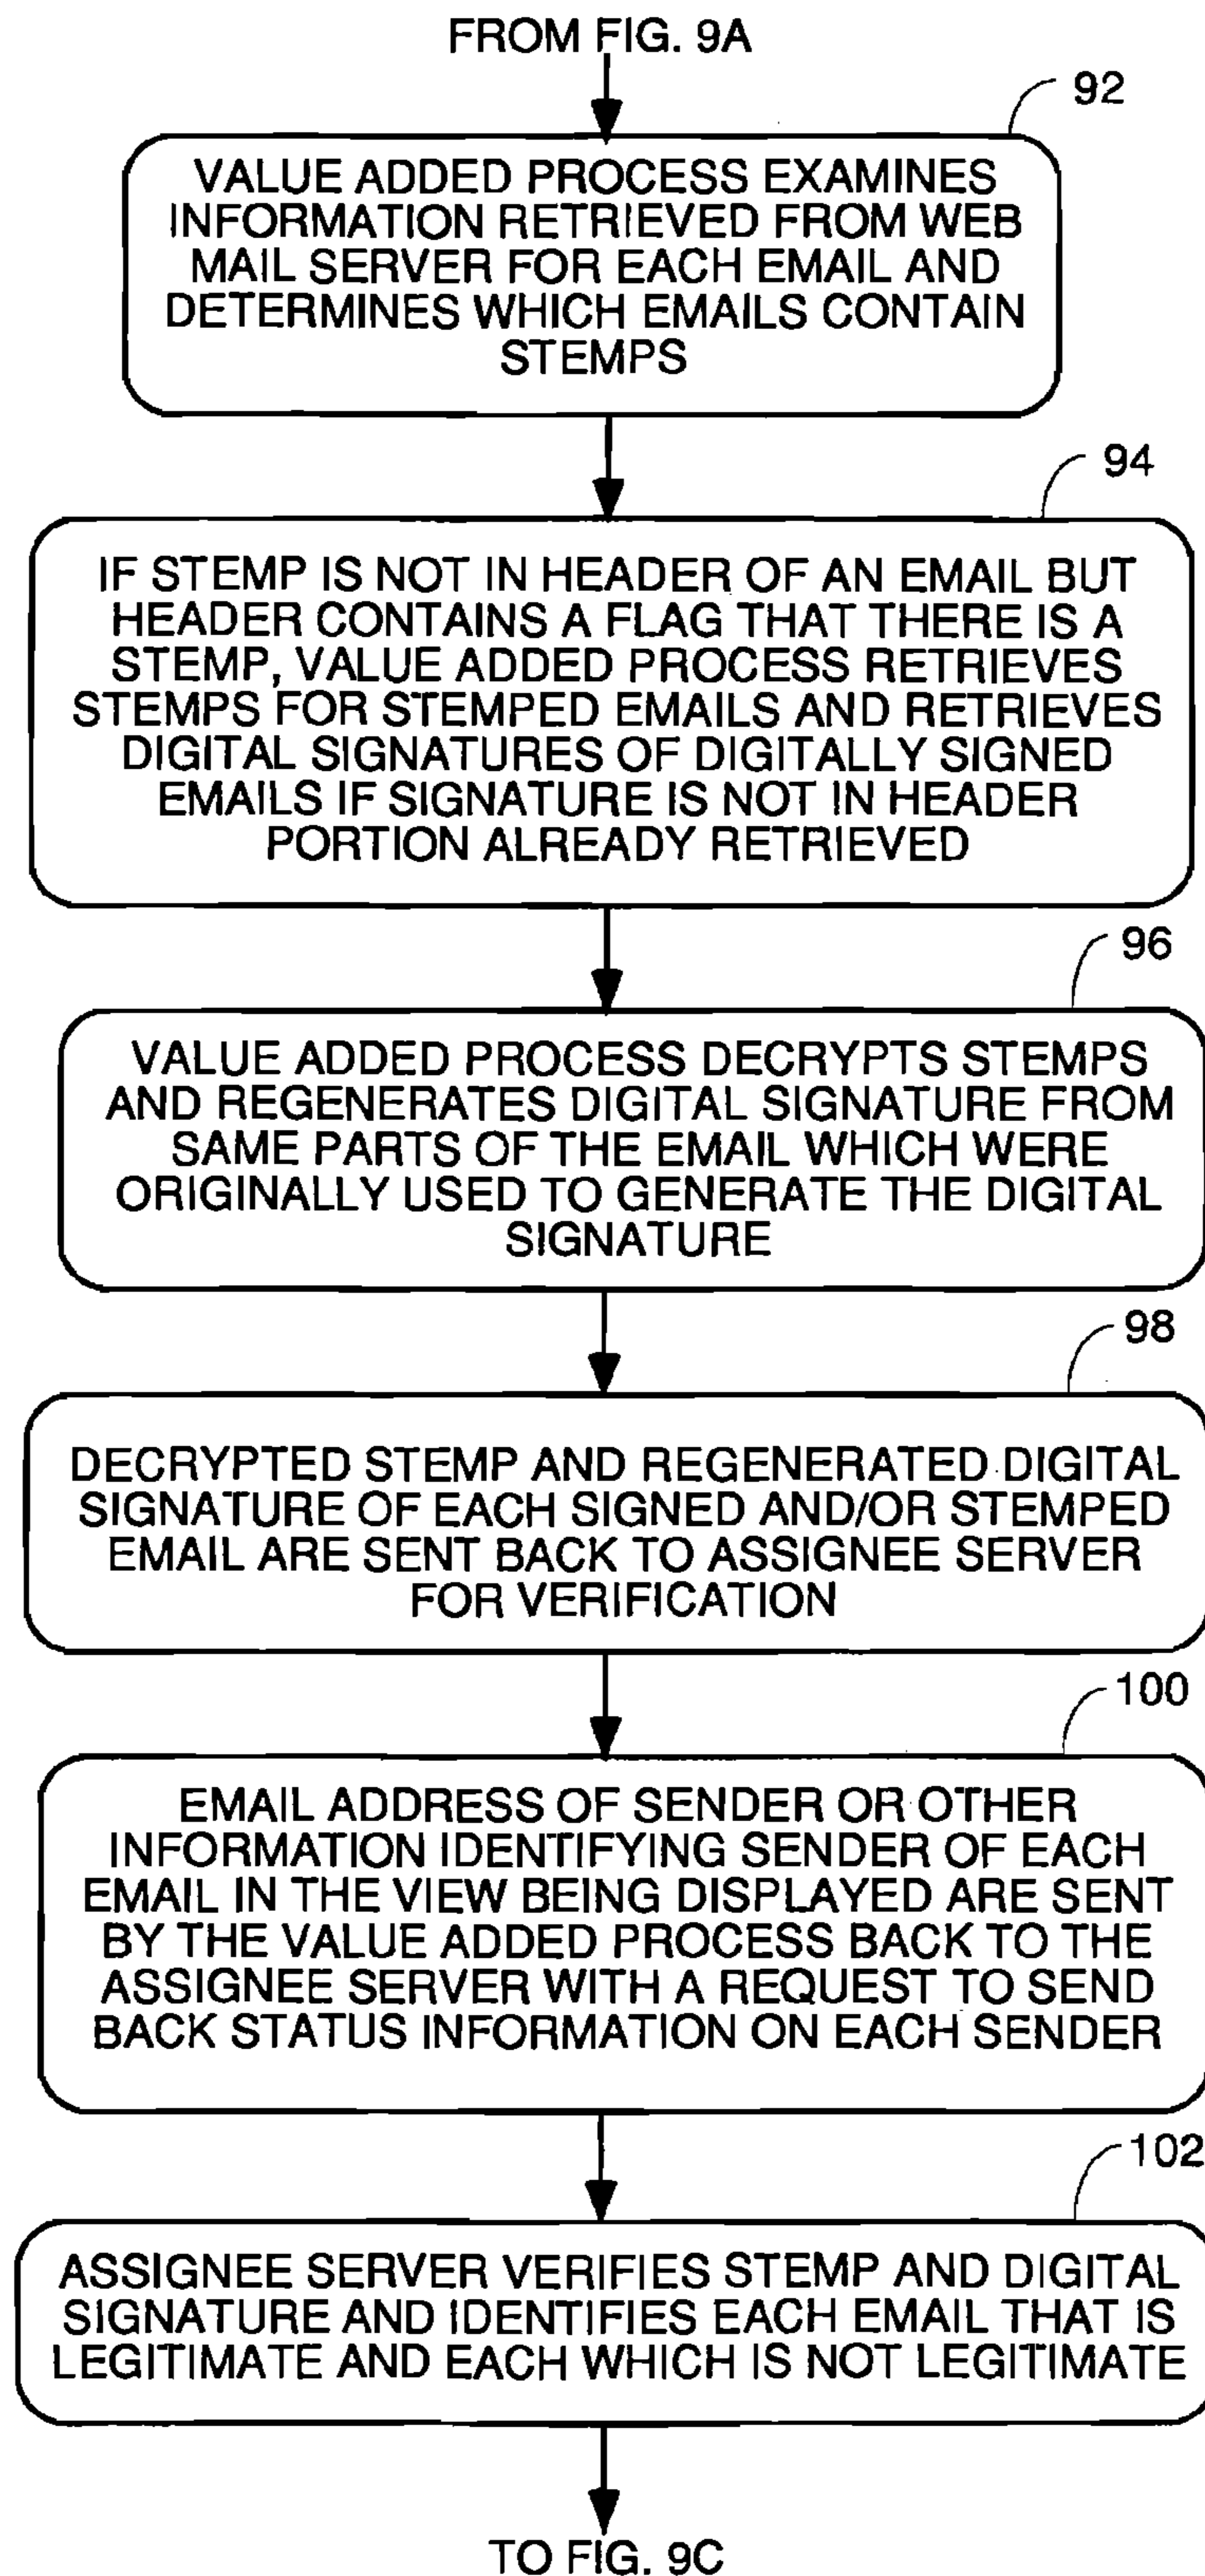 FROM FIG. 9A
92
VALUE ADDED PROCESS EXAMINES
INFORMATION RETRIEVED FROM WEB
MAIL SERVER FOR EACH EMAIL AND
DETERMINES WHICH EMAILS CONTAIN
STEMPS
94
IF STEMP IS NOT IN HEADER OF AN EMAIL BUT
HEADER CONTAINS A FLAG THAT THERE IS A
STEMP, VALUE ADDED PROCESS RETRIEVES
STEMPS FOR STEMPED EMAILS AND RETRIEVES
DIGITAL SIGNATURES OF DIGITALLY SIGNED
EMAILS IF SIGNATURE IS NOT IN HEADER
PORTION ALREADY RETRIEVED
96
VALUE ADDED PROCESS DECRYPTS STEMPS
AND REGENERATES DIGITAL SIGNATURE FROM
SAME PARTS OF THE EMAIL WHICH WERE
ORIGINALLY USED TO GENERATE THE DIGITAL
SIGNATURE
98
DECRYPTED STEMP AND REGENERATED DIGITAL
SIGNATURE OF EACH SIGNED AND/OR STEMPED
EMAIL ARE SENT BACK TO ASSIGNEE SERVER
FOR VERIFICATION
100
EMAIL ADDRESS OF SENDER OR OTHER
INFORMATION IDENTIFYING SENDER OF EACH
EMAIL IN THE VIEW BEING DISPLAYED ARE SENT
BY THE VALUE ADDED PROCESS BACK TO THE
ASSIGNEE SERVER WITH A REQUEST TO SEND
BACK STATUS INFORMATION ON EACH SENDER
102
ASSIGNEE SERVER VERIFIES STEMP AND DIGITAL
SIGNATURE AND IDENTIFIES EACH EMAIL THAT IS
LEGITIMATE AND EACH WHICH IS NOT LEGITIMATE
TO FIG. 9C